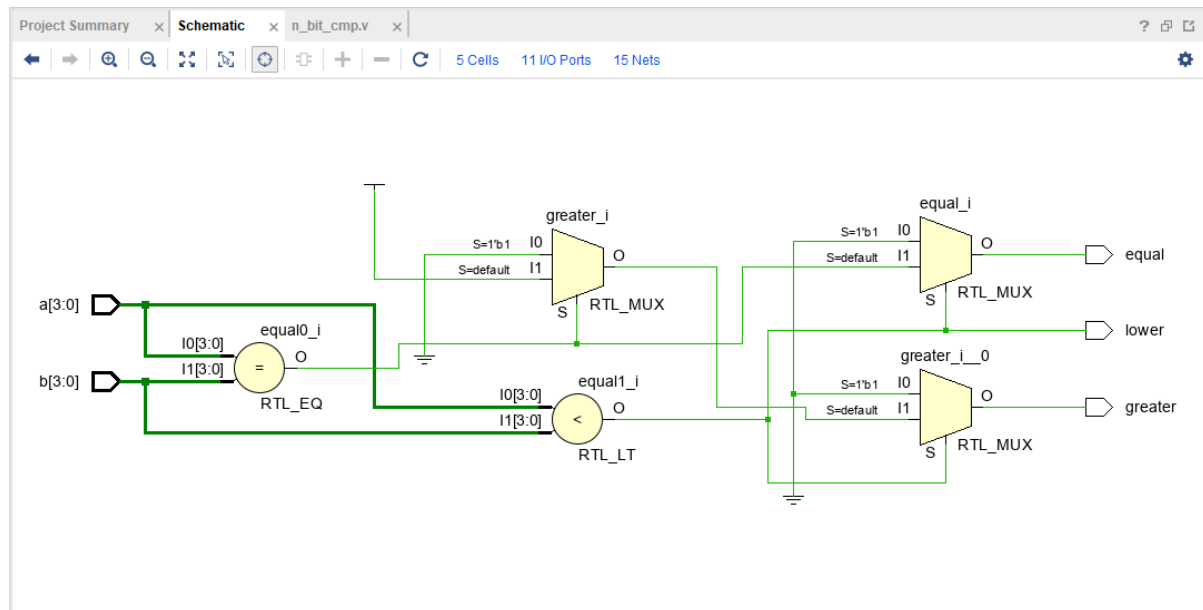 Project Summary × Schematic × n_bit_cmp.v × ?
5 Cells 11 I/O Ports 15 Nets
greater_i
S=1'b1 I0
S=default I1
O
S RTL_MUX
equal_i
S=1'b1 I0
S=default I1
O
S RTL_MUX
equal
a[3:0]
equal0_i
I0[3:0]
I1[3:0]
O
=
RTL_EQ
b[3:0]
lower
equal1_i
I0[3:0]
I1[3:0]
O
<
RTL_LT
greater_i__0
S=1'b1 I0
S=default I1
O
S RTL_MUX
greater